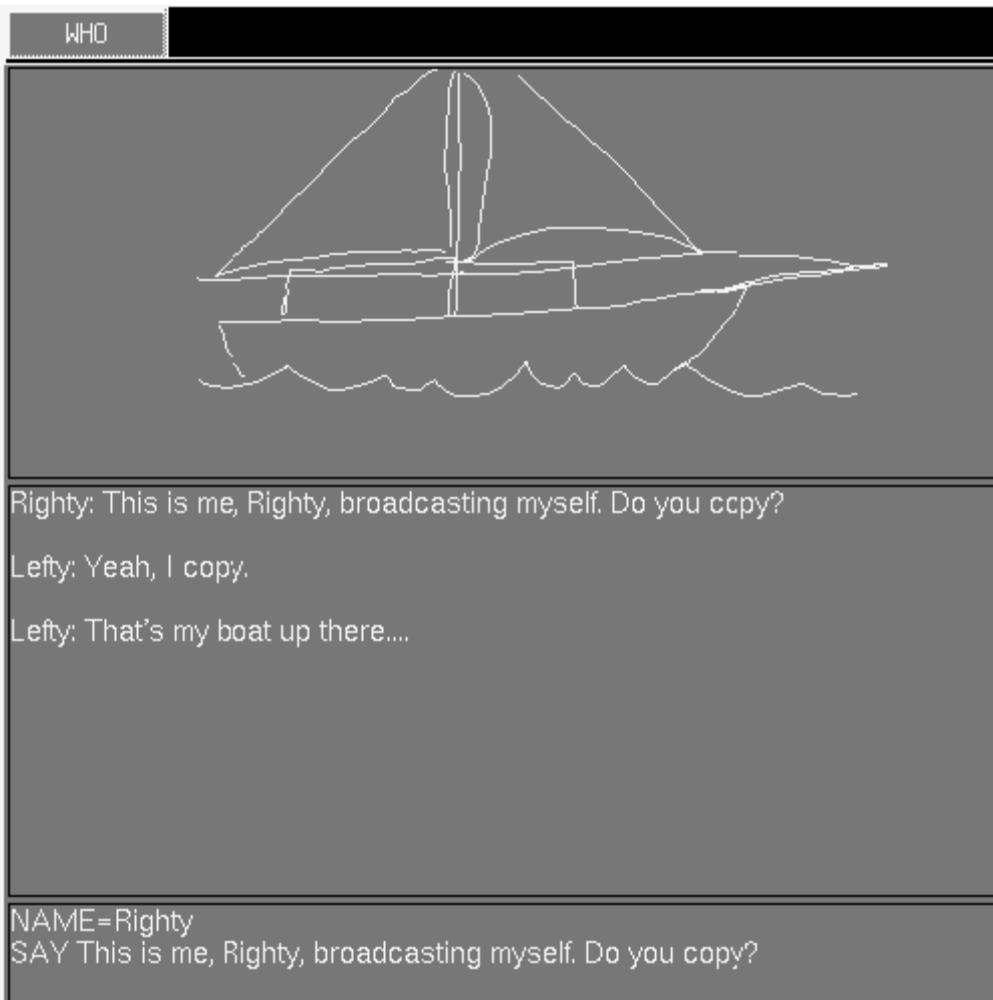 WHO
Righty: This is me, Righty, broadcasting myself. Do you copy?
Lefty: Yeah, I copy.
Lefty: That's my boat up there....
NAME=Righty
SAY This is me, Righty, broadcasting myself. Do you copy?